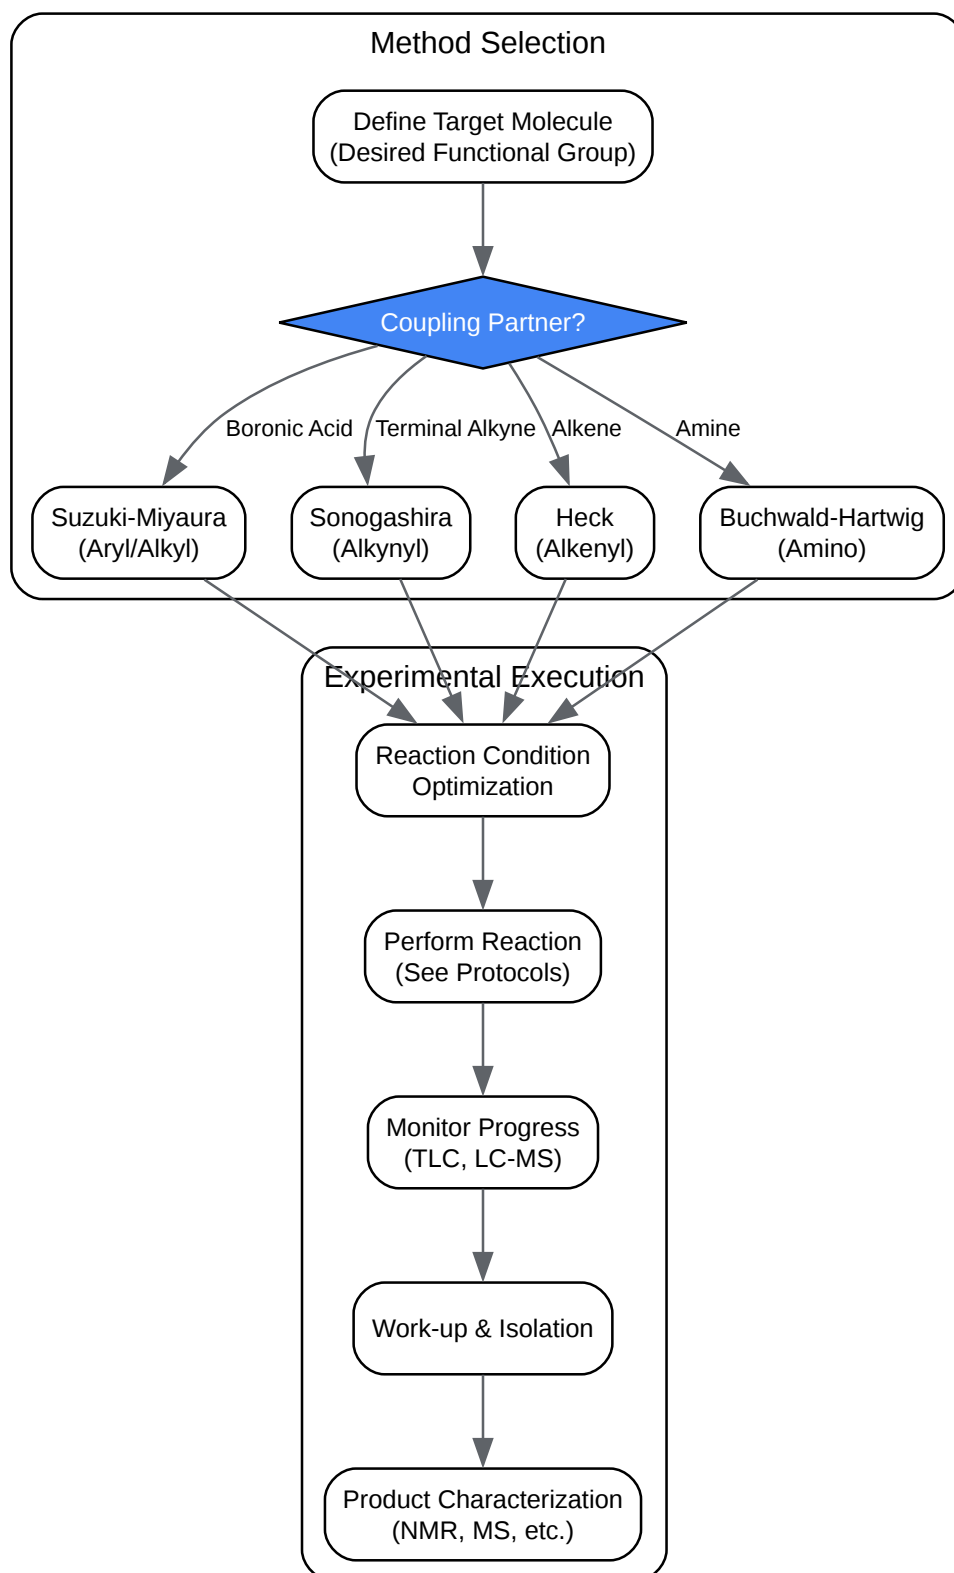 Method Selection
Define Target Molecule
(Desired Functional Group)
Coupling Partner?
Boronic Acid
Terminal Alkyne
Alkene
Amine
Suzuki-Miyaura
(Aryl/Alkyl)
Sonogashira
(Alkynyl)
Heck
(Alkenyl)
Buchwald-Hartwig
(Amino)
Experimental Execution
Reaction Condition
Optimization
Perform Reaction
(See Protocols)
Monitor Progress
(TLC, LC-MS)
Work-up & Isolation
Product Characterization
(NMR, MS, etc.)